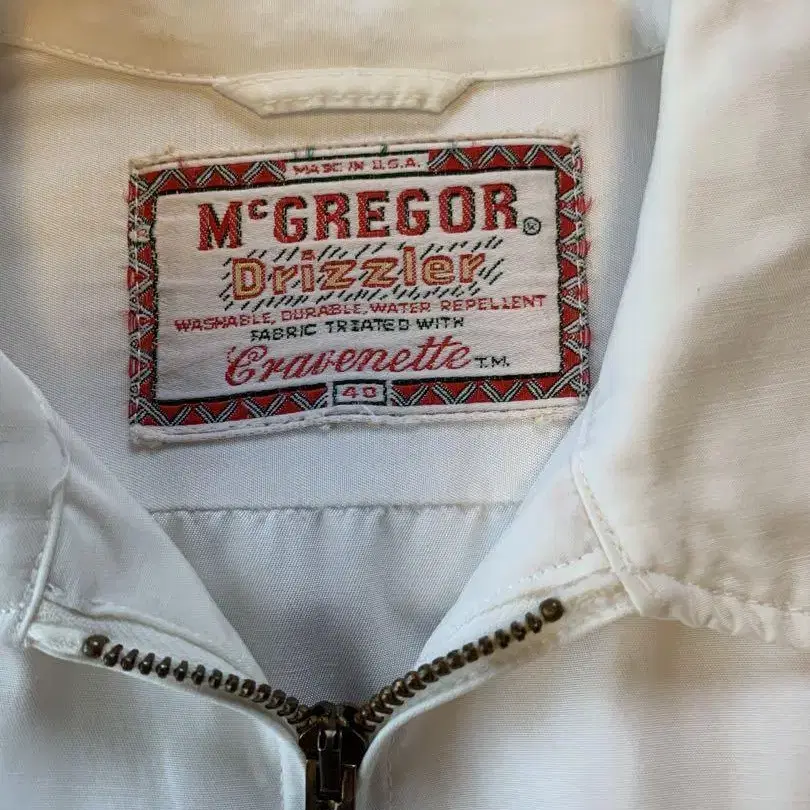 MADE IN U.S.A.
McGREGOR®
Drizzler
WASHABLE, DURABLE, WATER REPELLENT
FABRIC TREATED WITH
Cravenette T.M.
40